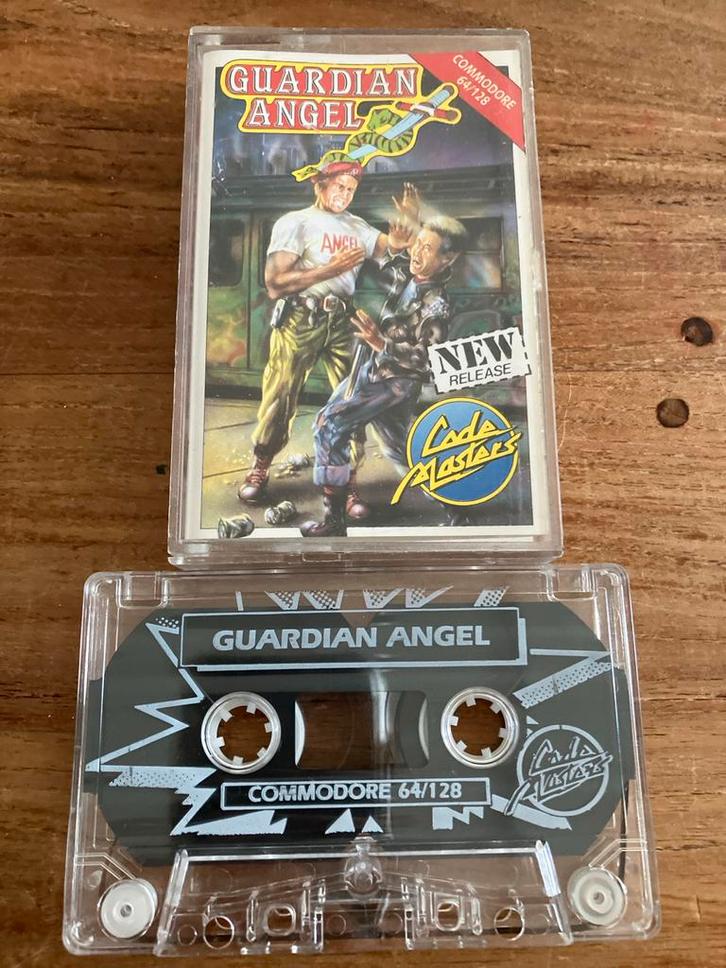 GUARDIAN
ANGEL
COMMODORE
64/128
ANGEL
NEW
RELEASE
Code
Masters
GUARDIAN ANGEL
COMMODORE 64/128
Code
Masters